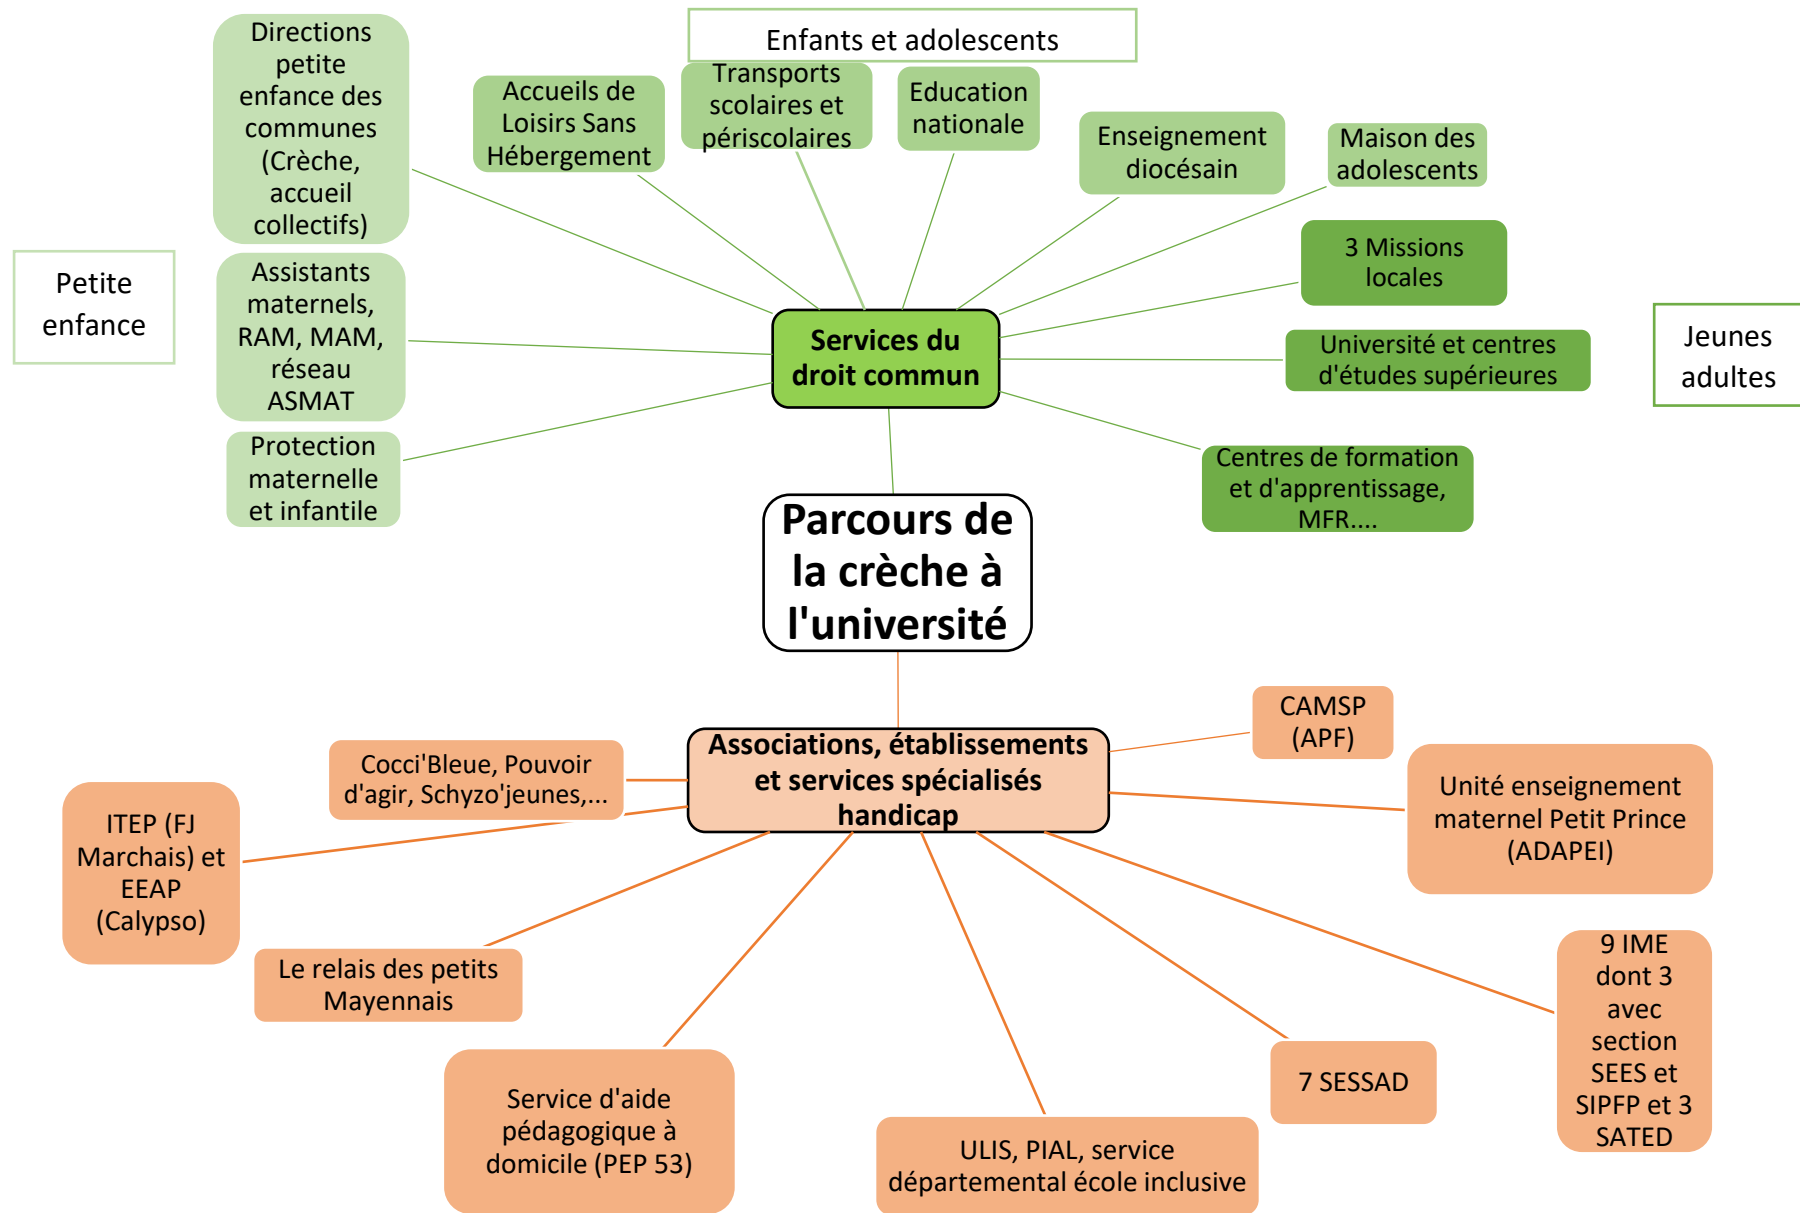 Enfants et adolescents
Directions
petite
enfance des
communes
(Crèche,
accueil
collectifs)
Accueils de
Loisirs Sans
Hébergement
Transports
scolaires et
périscolaires
Education
nationale
Enseignement
diocésain
Maison des
adolescents
Petite
enfance
Assistants
maternels,
RAM, MAM,
réseau
ASMAT
Protection
maternelle
et infantile
Services du
droit commun
3 Missions
locales
Université et centres
d'études supérieures
Centres de formation
et d'apprentissage,
MFR....
Jeunes
adultes
Parcours de
la crèche à
l'université
Associations, établissements
et services spécialisés
handicap
CAMSP
(APF)
Cocci'Bleue, Pouvoir
d'agir, Schyzo'jeunes,...
Unité enseignement
maternel Petit Prince
(ADAPEI)
ITEP (FJ
Marchais) et
EEAP
(Calypso)
Le relais des petits
Mayennais
9 IME
dont 3
avec
section
SEES et
SIPFP et 3
SATED
7 SESSAD
Service d'aide
pédagogique à
domicile (PEP 53)
ULIS, PIAL, service
départemental école inclusive